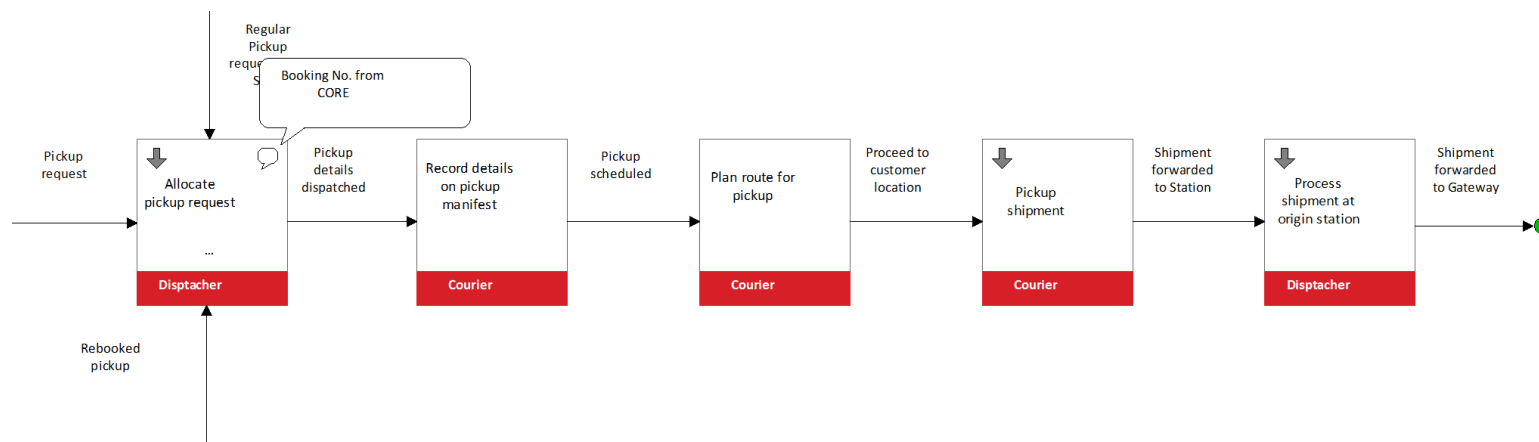 Regular
Pickup
Booking No. from
CORE
Pickup
request
Allocate
pickup request
...
Disptacher
Pickup
details
dispatched
Record details
on pickup
manifest
Courier
Pickup
scheduled
Plan route for
pickup
Courier
Proceed to
customer
location
Pickup
shipment
Courier
Shipment
forwarded
to Station
Process
shipment at
origin station
Disptacher
Shipment
forwarded
to Gateway
Rebooked
pickup